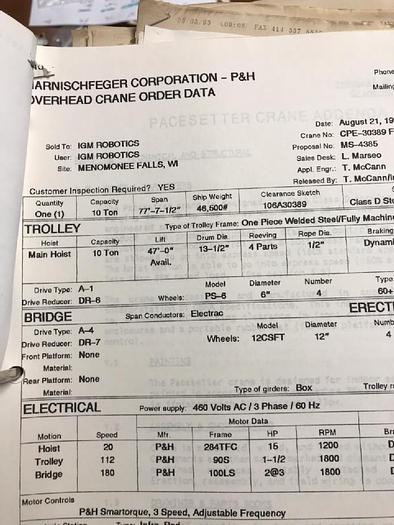 HARNISCHFEGER CORPORATION - P&H
OVERHEAD CRANE ORDER DATA
Phone
Mailing
Date: August 21, 19
Crane No: CPE-30389 F
Proposal No: MS-4385
Sales Desk: L. Marseo
Appl. Engr.: T. McCann
Released By: T. McCann/
Sold To: IGM ROBOTICS
User: IGM ROBOTICS
Site: MENOMONEE FALLS, WI
Customer Inspection Required? YES
Quantity Capacity Span Ship Weight Clearance Sketch
One (1) 10 Ton 77'-7-1/2" 46,500# 106A30389 Class D
TROLLEY Type of Trolley Frame: One Piece Welded Steel/Fully Machin
Hoist Capacity Lift Drum Dia. Reeving Rope Dia. Braking
Main Hoist 10 Ton 47'-0" 13-1/2" 4 Parts 1/2" Dynami
Avail.
Model Diameter Number Type
Drive Type: A-1
Drive Reducer: DR-6 Wheels: PS-6 6" 4 60+
BRIDGE Span Conductors: Electrac ERECTI
Drive Type: A-4 Model Diameter Numb
Drive Reducer: DR-7 Wheels: 12CSFT 12" 4
Front Platform: None
Material:
Rear Platform: None
Material: Type of girders: Box Trolley r
ELECTRICAL Power supply: 460 Volts AC / 3 Phase / 60 Hz
Motor Data
Motion Speed Mfr. Frame HP RPM Br
Hoist 20 P&H 284TFC 15 1200 D
Trolley 112 P&H 90S 1-1/2 1800 D
Bridge 180 P&H 100LS 2@3 1800 D
Motor Controls
P&H Smartorque, 3 Speed, Adjustable Frequency